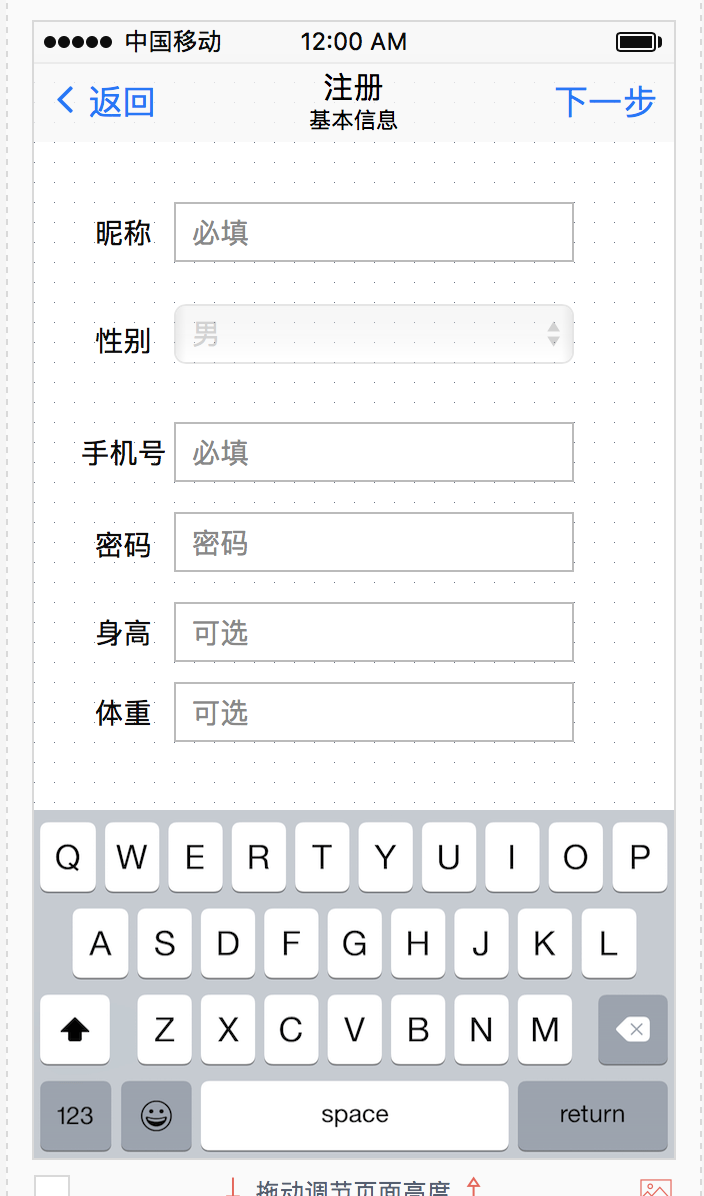 中国移动 12:00 AM
返回 注册 下一步
基本信息
昵称 必填
性别 男
手机号 必填
密码 密码
身高 可选
体重 可选
Q W E R T Y U I O P
A S D F G H J K L
Z X C V B N M
123 space return
拖动调节页面高度